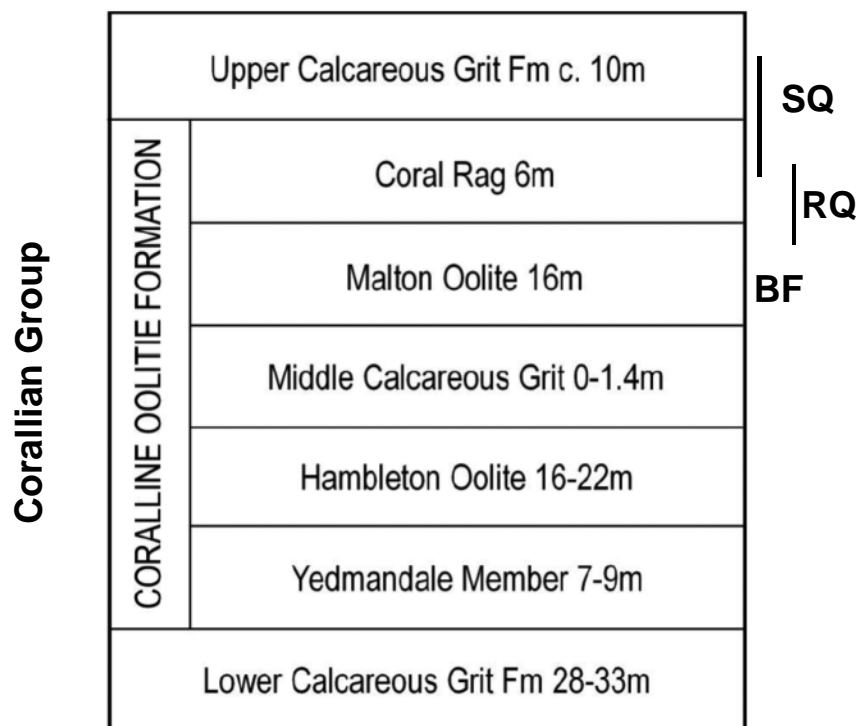 Corallian Group
CORALLINE OOLITIE FORMATION
Upper Calcareous Grit Fm c. 10m
Coral Rag 6m
Malton Oolite 16m
Middle Calcareous Grit 0-1.4m
Hambleton Oolite 16-22m
Yedmandale Member 7-9m
Lower Calcareous Grit Fm 28-33m
SQ
RQ
BF